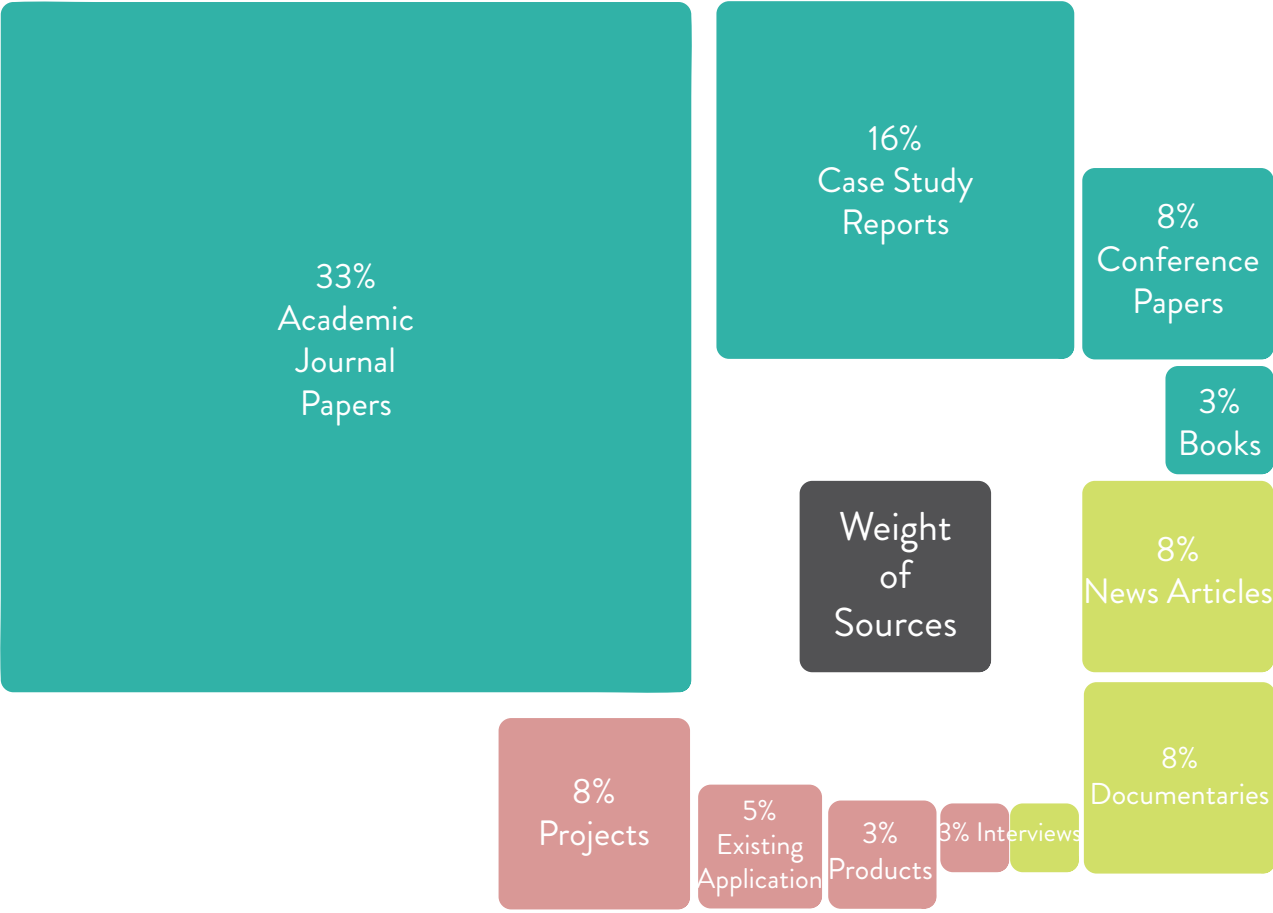 33%
Academic
Journal
Papers
16%
Case Study
Reports
8%
Conference
Papers
3%
Books
Weight
of
Sources
8%
News Articles
8%
Documentaries
8%
Projects
5%
Existing
Application
3%
Products
3% Interviews